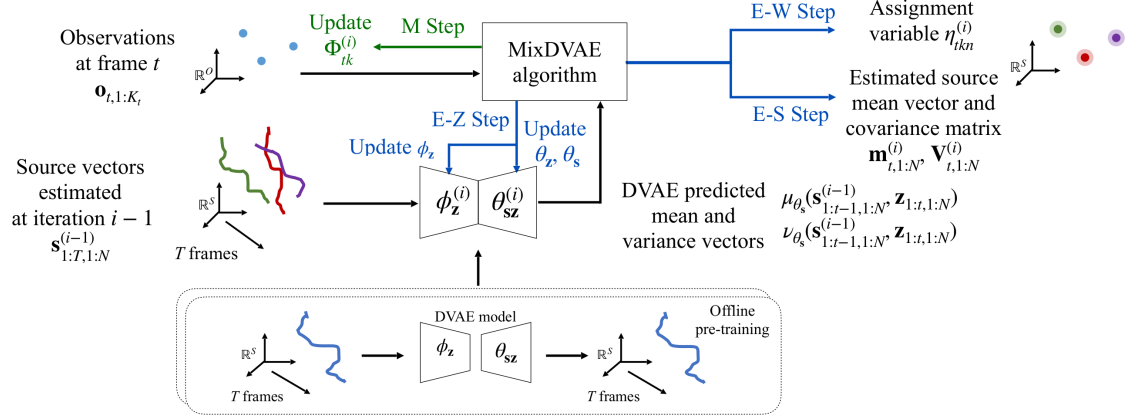 Observations
at frame t
𝐨_{t,1:K_t}
ℝ^O
Update
Φ_{tk}^{(i)}
M Step
MixDVAE
algorithm
E-W Step
E-S Step
Assignment
variable η_{tkn}^{(i)}
Estimated source
mean vector and
covariance matrix
𝐦_{t,1:N}^{(i)}, 𝐕_{t,1:N}^{(i)}
ℝ^S
E-Z Step
Update ϕ_𝐳
Update
θ_𝐳, θ_𝐬
Source vectors
estimated
at iteration i − 1
𝐬_{1:T,1:N}^{(i−1)}
ℝ^S
T frames
ϕ_𝐳^{(i)}
θ_{𝐬𝐳}^{(i)}
DVAE predicted
mean and
variance vectors
μ_{θ_𝐬}(𝐬_{1:t−1,1:N}^{(i−1)}, 𝐳_{1:t,1:N})
ν_{θ_𝐬}(𝐬_{1:t−1,1:N}^{(i−1)}, 𝐳_{1:t,1:N})
Offline
pre-training
DVAE model
ℝ^S
T frames
ϕ_𝐳
θ_{𝐬𝐳}
ℝ^S
T frames